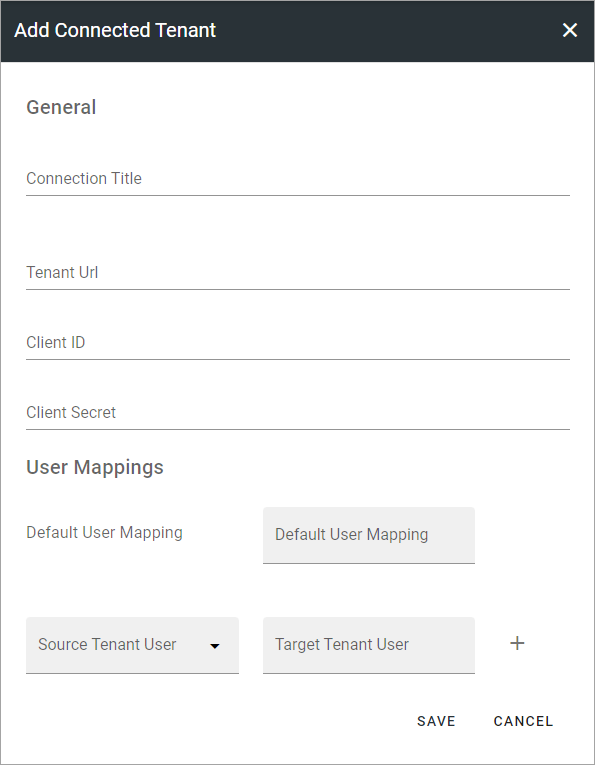 Add Connected Tenant
General
Connection Title
Tenant Url
Client ID
Client Secret
User Mappings
Default User Mapping Default User Mapping
Source Tenant User Target Tenant User
SAVE CANCEL